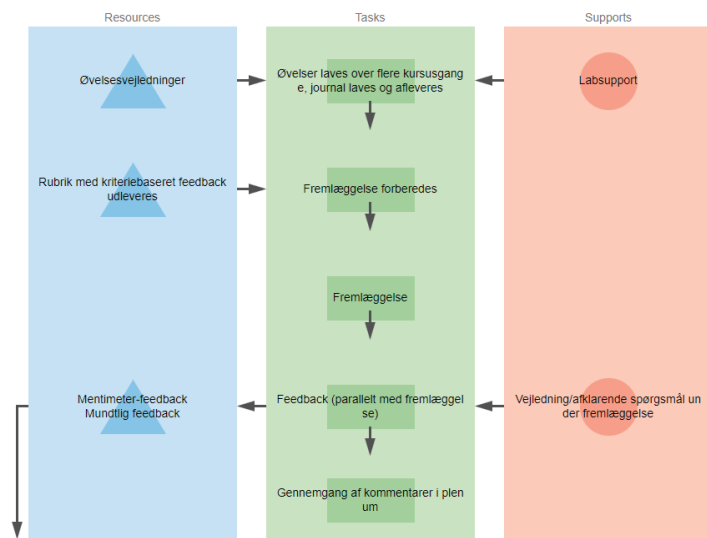 Resources
Tasks
Supports
Øvelsesvejledninger
Øvelser laves over flere kursusgang
e, journal laves og afleveres
Labsupport
Rubrik med kriteriebaseret feedback
udleveres
Fremlæggelse forberedes
Fremlæggelse
Mentimeter-feedback
Mundtlig feedback
Feedback (parallelt med fremlæggel
se)
Vejledning/afklarende spørgsmål un
der fremlæggelse
Gennemgang af kommentarer i plen
um